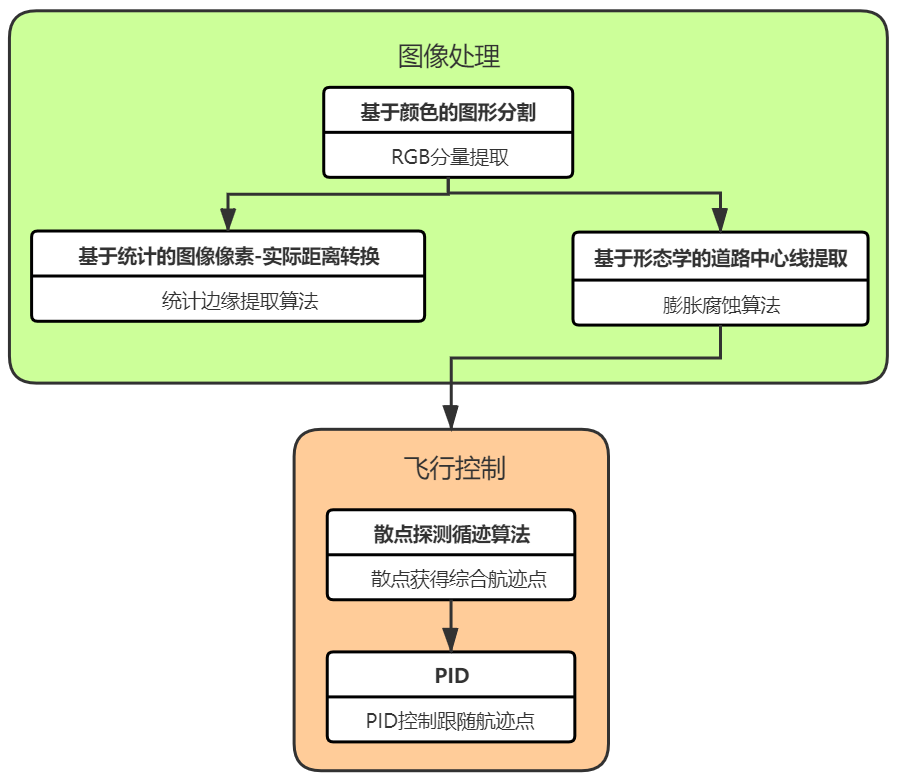 图像处理
基于颜色的图形分割
RGB分量提取
基于统计的图像像素-实际距离转换
统计边缘提取算法
基于形态学的道路中心线提取
膨胀腐蚀算法
飞行控制
散点探测循迹算法
散点获得综合航迹点
PID
PID控制跟随航迹点